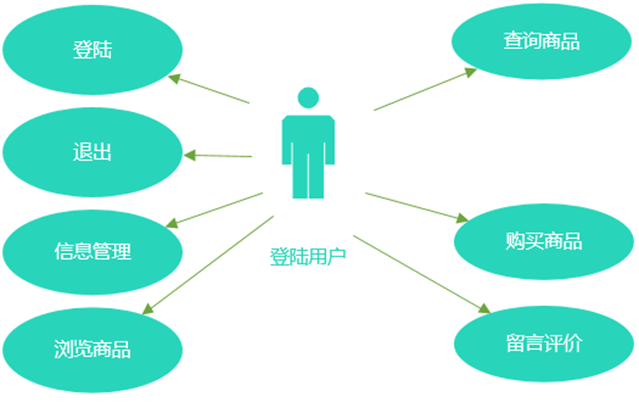 登陆
查询商品
退出
信息管理
购买商品
登陆用户
浏览商品
留言评价